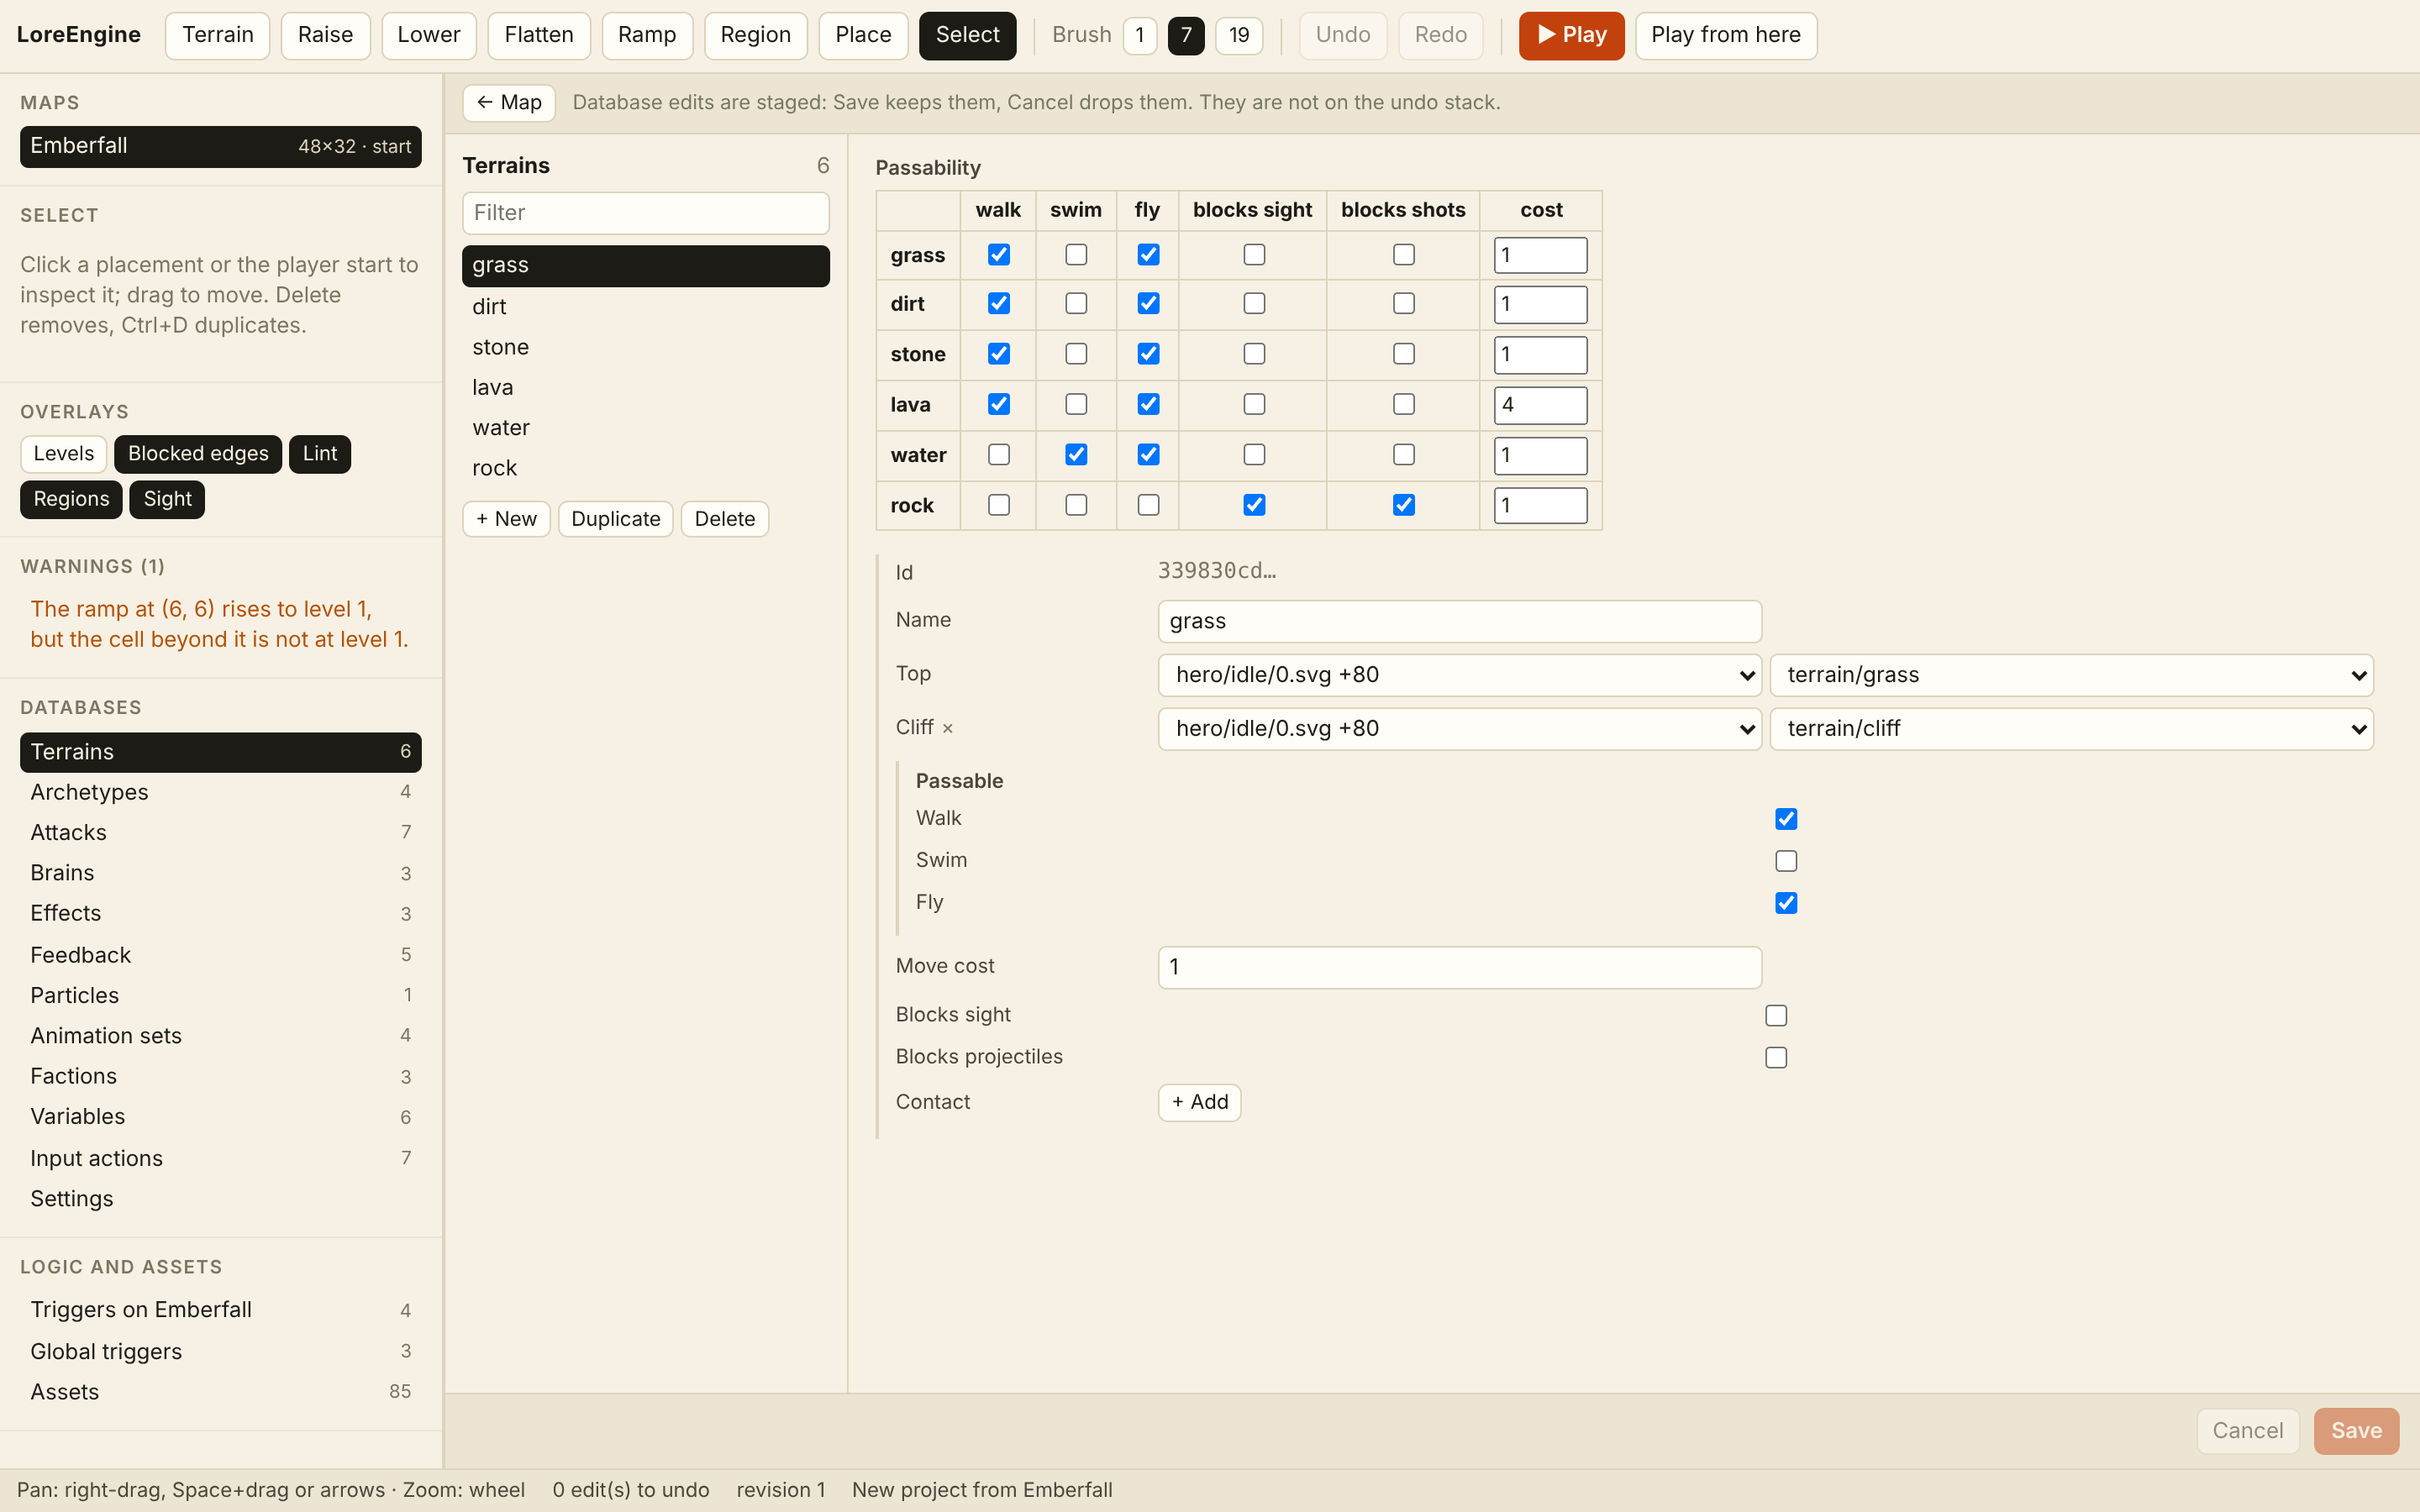 LoreEngine Terrain Raise Lower Flatten Ramp Region Place Select Brush 1 7 19 Undo Redo ▶ Play Play from here
MAPS
Emberfall 48×32 · start
SELECT
Click a placement or the player start to
inspect it; drag to move. Delete
removes, Ctrl+D duplicates.
OVERLAYS
Levels Blocked edges Lint
Regions Sight
WARNINGS (1)
The ramp at (6, 6) rises to level 1,
but the cell beyond it is not at level 1.
DATABASES
Terrains 6
Archetypes 4
Attacks 7
Brains 3
Effects 3
Feedback 5
Particles 1
Animation sets 4
Factions 3
Variables 6
Input actions 7
Settings
LOGIC AND ASSETS
Triggers on Emberfall 4
Global triggers 3
Assets 85
← Map Database edits are staged: Save keeps them, Cancel drops them. They are not on the undo stack.
Terrains 6
Filter
grass
dirt
stone
lava
water
rock
+ New Duplicate Delete
Passability
walk swim fly blocks sight blocks shots cost
grass 1
dirt 1
stone 1
lava 4
water 1
rock 1
Id 339830cd…
Name grass
Top hero/idle/0.svg +80 terrain/grass
Cliff × hero/idle/0.svg +80 terrain/cliff
Passable
Walk
Swim
Fly
Move cost 1
Blocks sight
Blocks projectiles
Contact + Add
Cancel Save
Pan: right-drag, Space+drag or arrows · Zoom: wheel 0 edit(s) to undo revision 1 New project from Emberfall